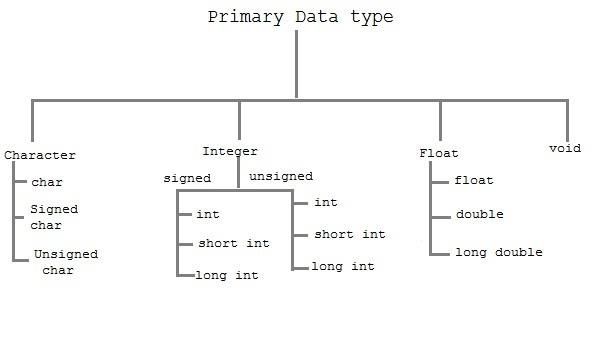 Primary Data type
Character
Integer
Float
void
char
Signed
char
Unsigned
char
signed
int
short int
long int
unsigned
int
short int
long int
float
double
long double